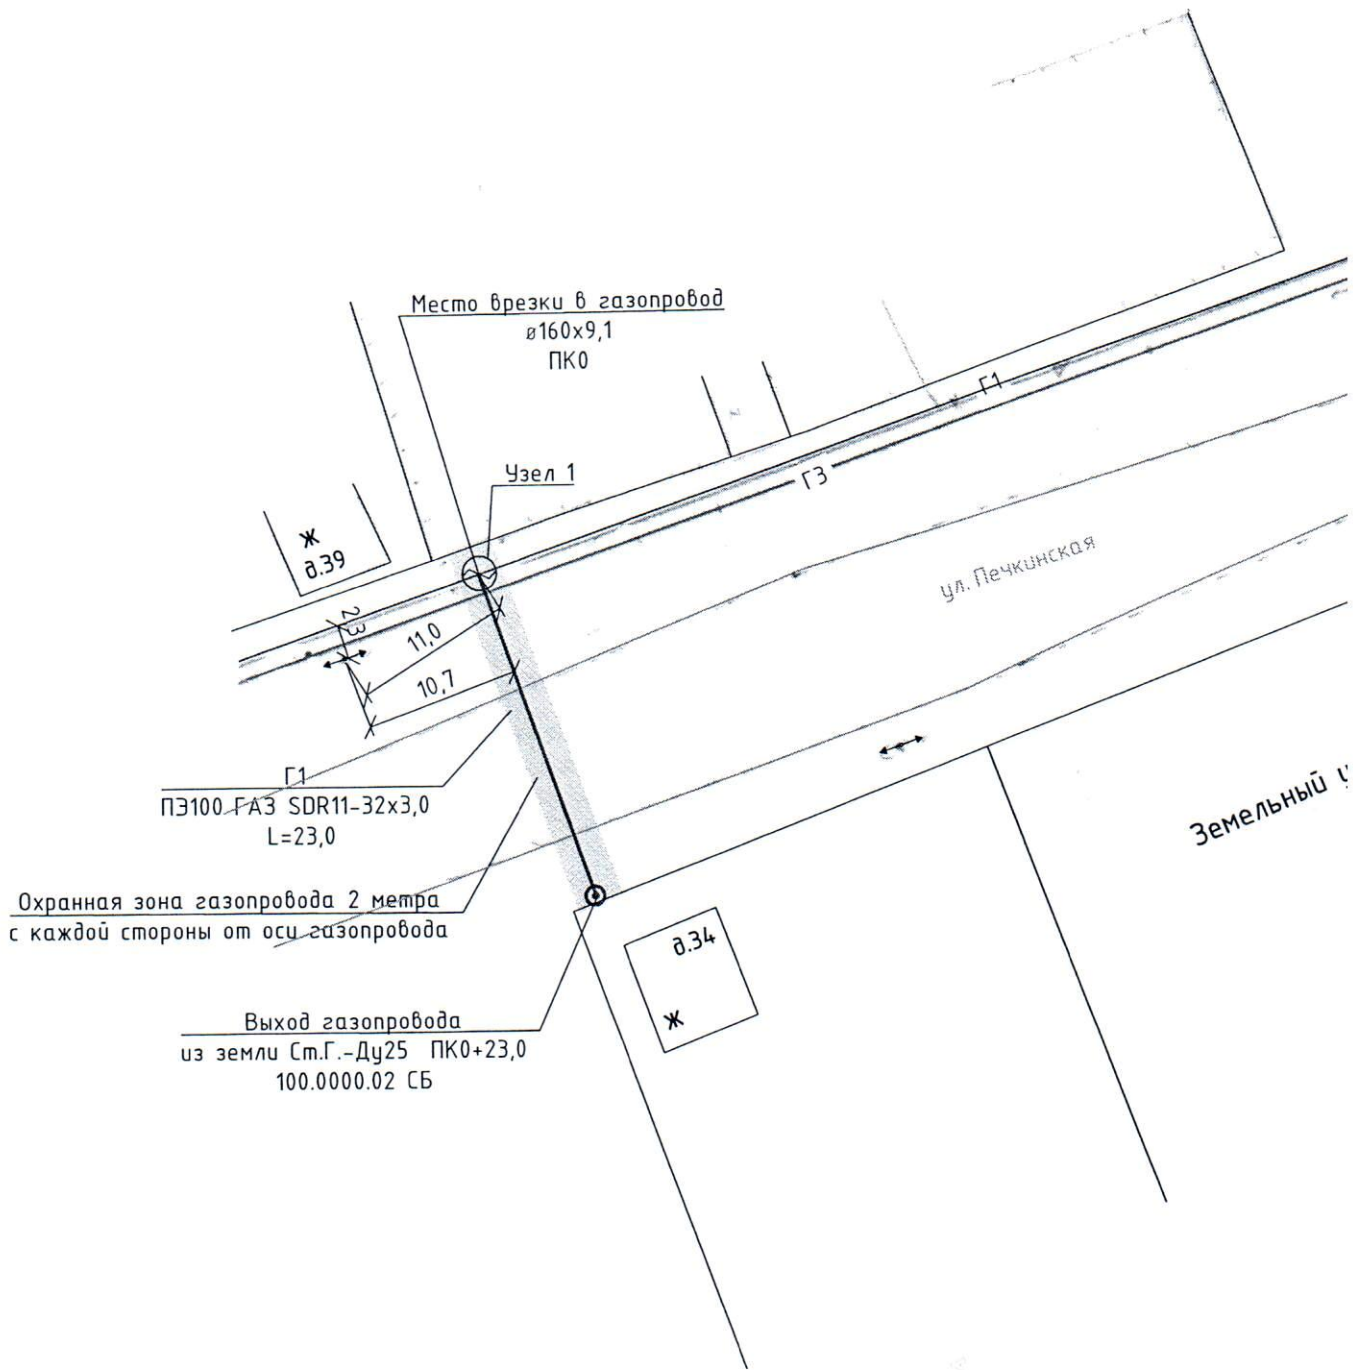 Место врезки в газопровод
ø160х9,1
ПК0
Г1
Узел 1
Г3
Ж
д.39
ул. Печкинская
2,3
11,0
10,7
Г1
ПЭ100 ГАЗ SDR11-32х3,0
L=23,0
Земельный
Охранная зона газопровода 2 метра
с каждой стороны от оси газопровода
д.34
Ж
Выход газопровода
из земли Ст.Г.-Ду25 ПК0+23,0
100.0000.02 СБ